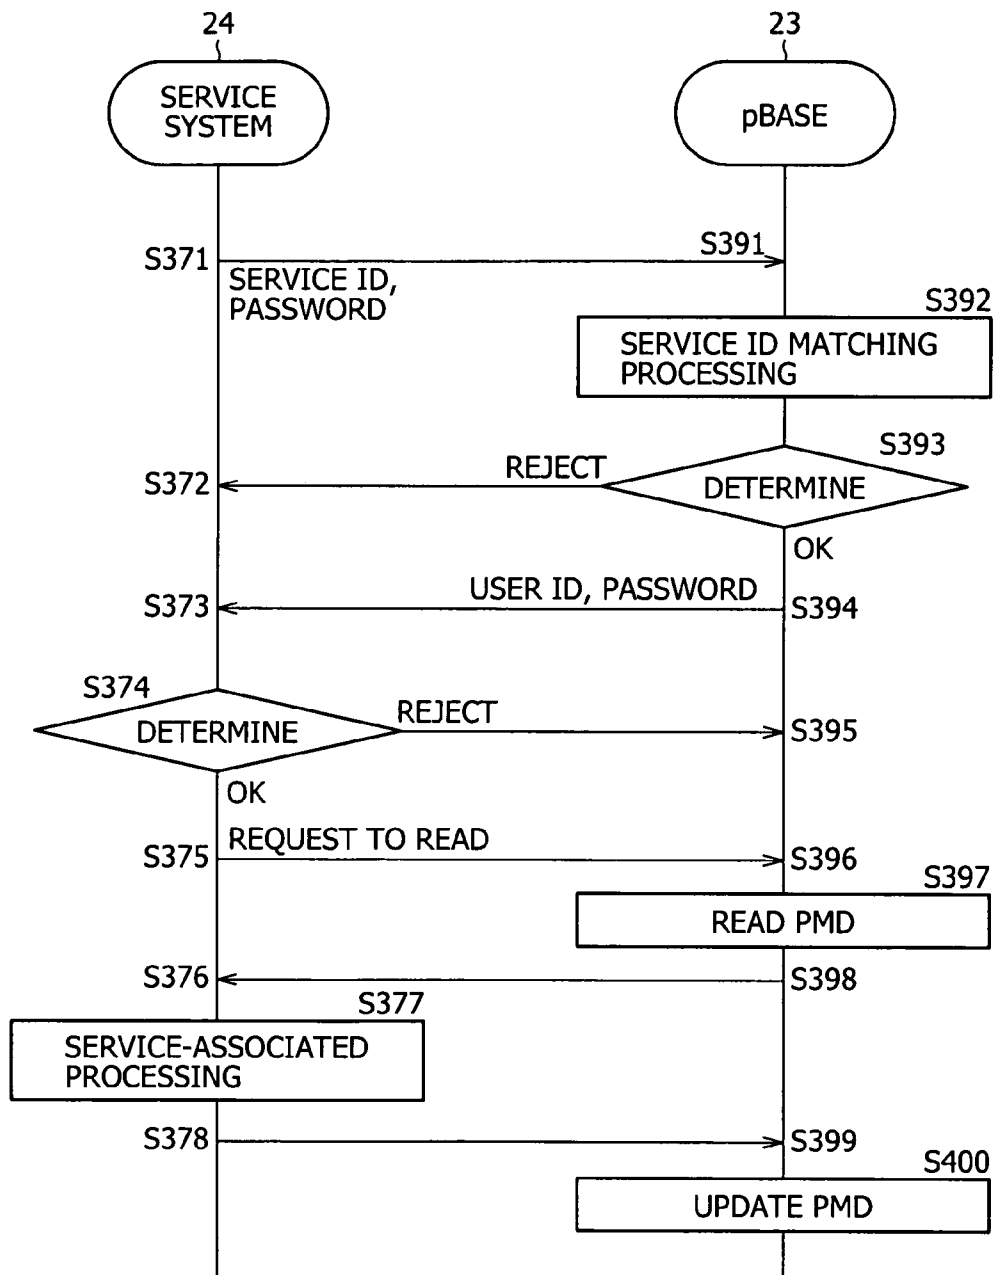 24
23
SERVICE
SYSTEM
pBASE
S371
S391
SERVICE ID,
PASSWORD
S392
SERVICE ID MATCHING
PROCESSING
S393
REJECT
S372
DETERMINE
OK
USER ID, PASSWORD
S373
S394
S374
REJECT
DETERMINE
S395
OK
REQUEST TO READ
S375
S396
S397
READ PMD
S376
S398
S377
SERVICE-ASSOCIATED
PROCESSING
S378
S399
S400
UPDATE PMD